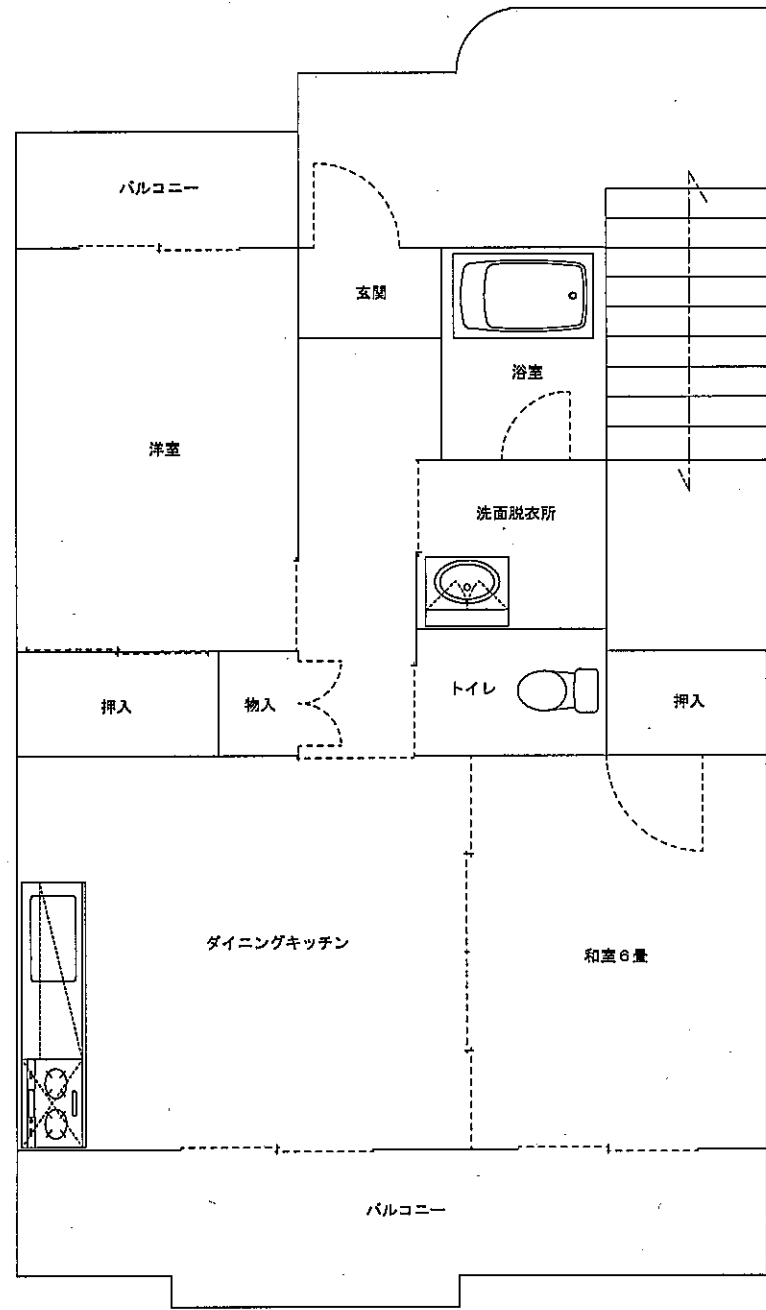 バルコニー
玄関
浴室
洋室
洗面脱衣所
押入
物入
トイレ
押入
ダイニングキッチン
和室6畳
バルコニー